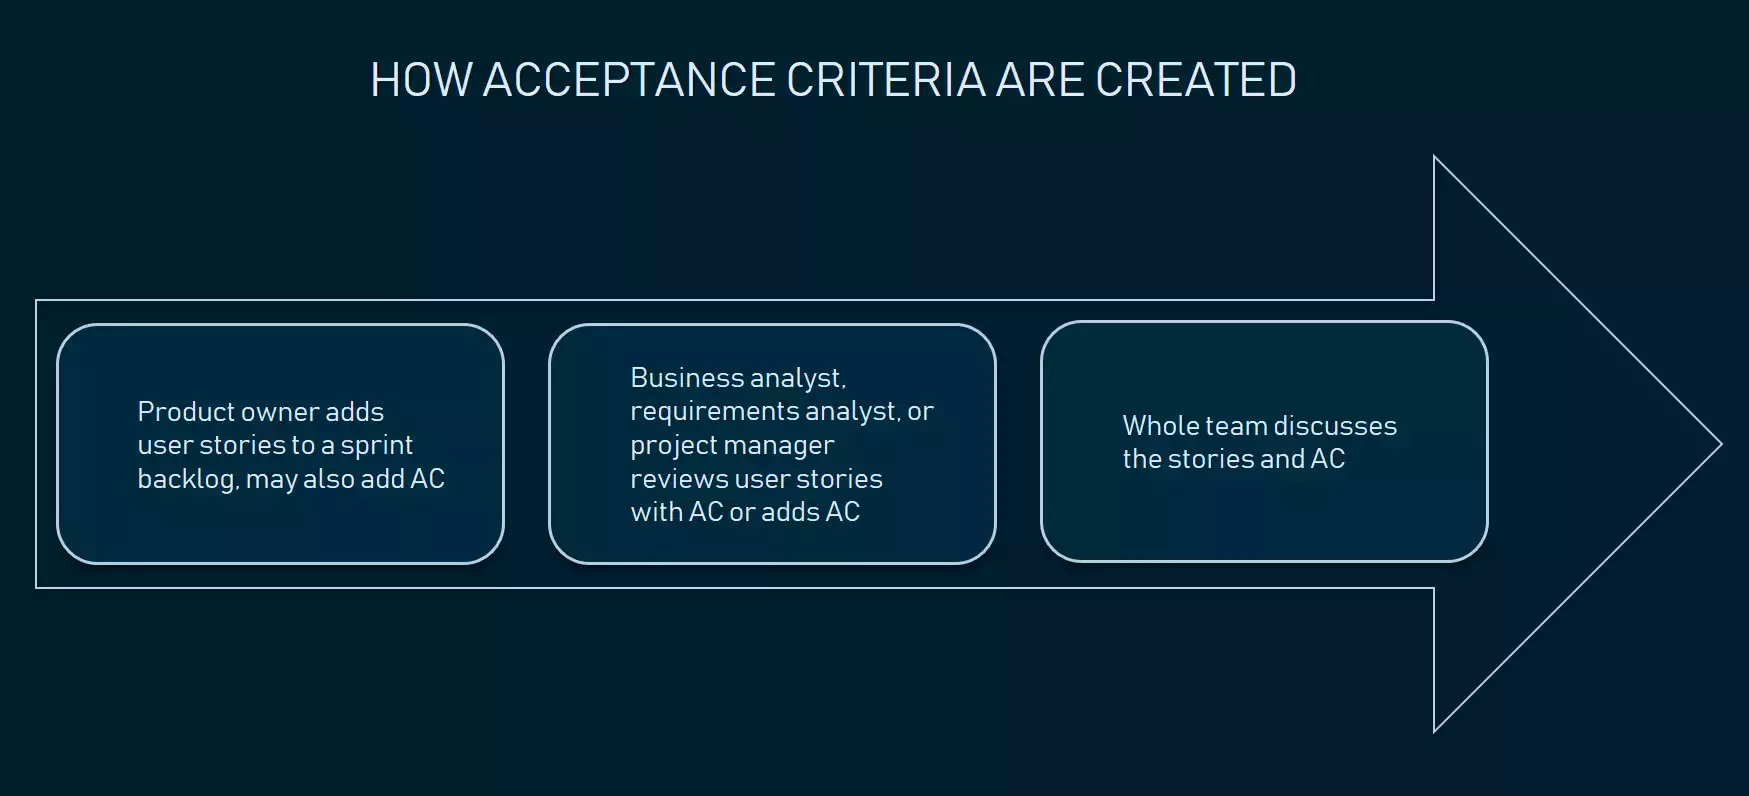 HOW ACCEPTANCE CRITERIA ARE CREATED
Product owner adds
user stories to a sprint
backlog, may also add AC
Business analyst,
requirements analyst, or
project manager
reviews user stories
with AC or adds AC
Whole team discusses
the stories and AC